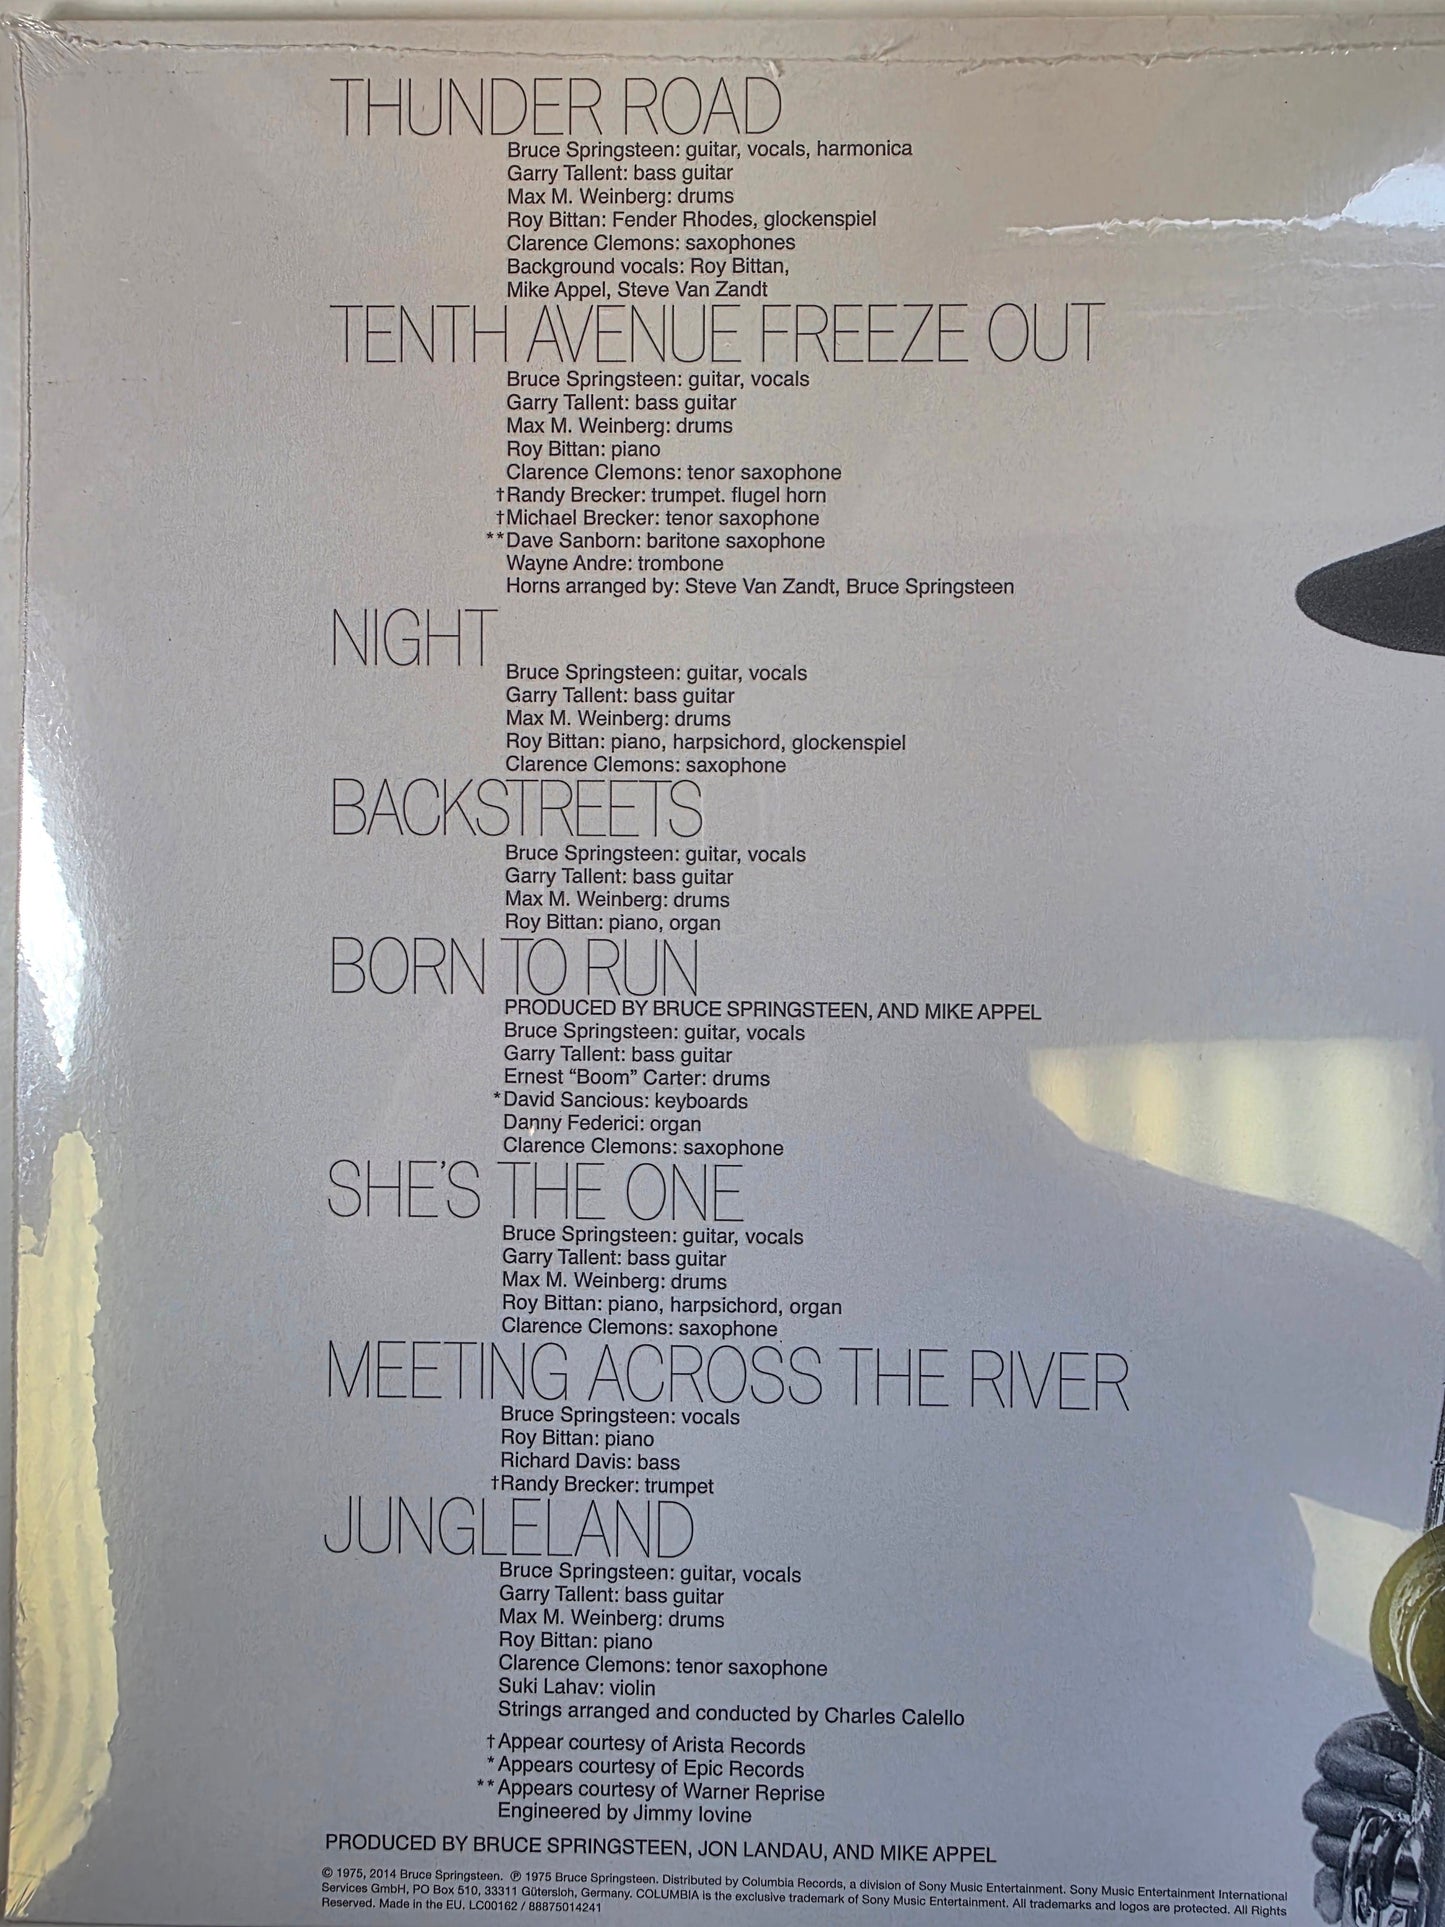 THUNDER ROAD
Bruce Springsteen: guitar, vocals, harmonica
Garry Tallent: bass guitar
Max M. Weinberg: drums
Roy Bittan: Fender Rhodes, glockenspiel
Clarence Clemons: saxophones
Background vocals: Roy Bittan,
Mike Appel, Steve Van Zandt
TENTH AVENUE FREEZE OUT
Bruce Springsteen: guitar, vocals
Garry Tallent: bass guitar
Max M. Weinberg: drums
Roy Bittan: piano
Clarence Clemons: tenor saxophone
†Randy Brecker: trumpet. flugel horn
†Michael Brecker: tenor saxophone
**Dave Sanborn: baritone saxophone
Wayne Andre: trombone
Horns arranged by: Steve Van Zandt, Bruce Springsteen
NIGHT
Bruce Springsteen: guitar, vocals
Garry Tallent: bass guitar
Max M. Weinberg: drums
Roy Bittan: piano, harpsichord, glockenspiel
Clarence Clemons: saxophone
BACKSTREETS
Bruce Springsteen: guitar, vocals
Garry Tallent: bass guitar
Max M. Weinberg: drums
Roy Bittan: piano, organ
BORN TO RUN
PRODUCED BY BRUCE SPRINGSTEEN, AND MIKE APPEL
Bruce Springsteen: guitar, vocals
Garry Tallent: bass guitar
Ernest “Boom” Carter: drums
*David Sancious: keyboards
Danny Federici: organ
Clarence Clemons: saxophone
SHE'S THE ONE
Bruce Springsteen: guitar, vocals
Garry Tallent: bass guitar
Max M. Weinberg: drums
Roy Bittan: piano, harpsichord, organ
Clarence Clemons: saxophone
MEETING ACROSS THE RIVER
Bruce Springsteen: vocals
Roy Bittan: piano
Richard Davis: bass
†Randy Brecker: trumpet
JUNGLELAND
Bruce Springsteen: guitar, vocals
Garry Tallent: bass guitar
Max M. Weinberg: drums
Roy Bittan: piano
Clarence Clemons: tenor saxophone
Suki Lahav: violin
Strings arranged and conducted by Charles Calello
†Appear courtesy of Arista Records
*Appears courtesy of Epic Records
**Appears courtesy of Warner Reprise
Engineered by Jimmy Iovine
PRODUCED BY BRUCE SPRINGSTEEN, JON LANDAU, AND MIKE APPEL
© 1975, 2014 Bruce Springsteen. ℗ 1975 Bruce Springsteen. Distributed by Columbia Records, a division of Sony Music Entertainment. Sony Music Entertainment International
Services GmbH, PO Box 510, 33311 Gütersloh, Germany. COLUMBIA is the exclusive trademark of Sony Music Entertainment. All trademarks and logos are protected. All Rights
Reserved. Made in the EU. LC00162 / 88875014241